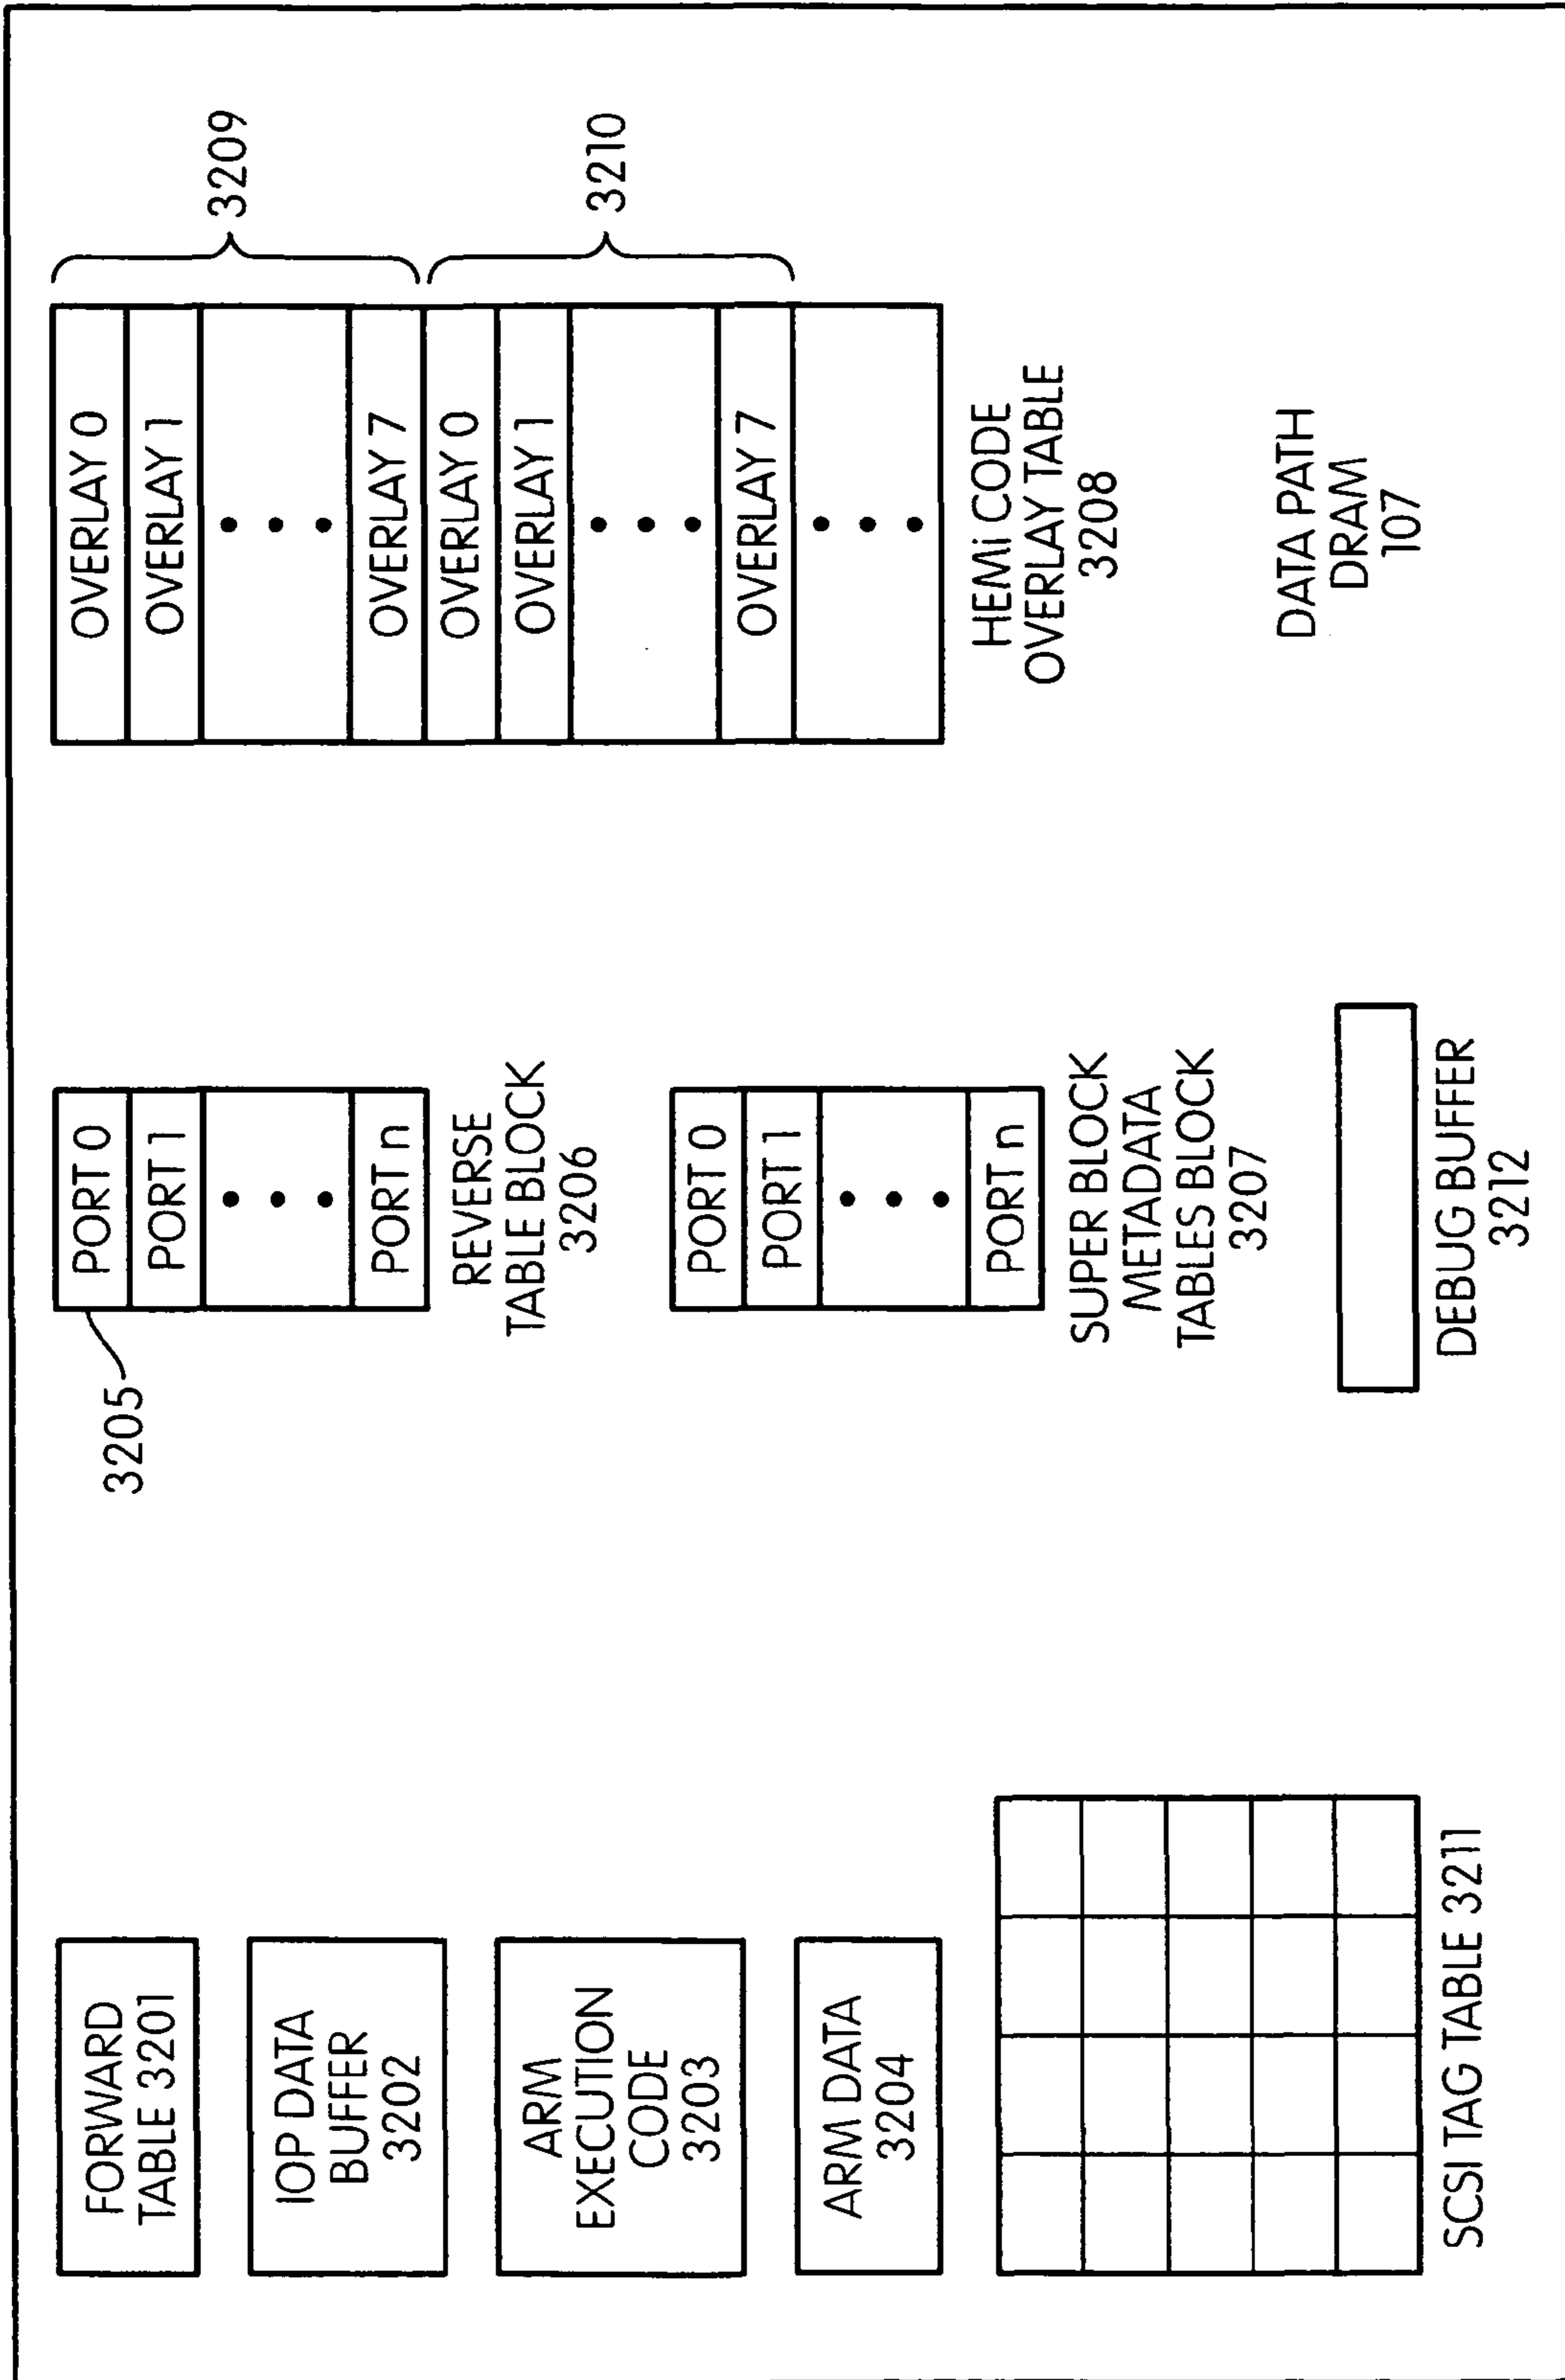 FORWARD
TABLE 3201
IOP DATA
BUFFER
3202
ARM
EXECUTION
CODE
3203
ARM DATA
3204
SCSI TAG TABLE 3211
3205
PORT 0
PORT 1
PORT n
REVERSE
TABLE BLOCK
3206
PORT 0
PORT 1
PORT n
SUPER BLOCK
METADATA
TABLES BLOCK
3207
DEBUG BUFFER
3212
OVERLAY 0
OVERLAY 1
OVERLAY 7
OVERLAY 0
OVERLAY 1
OVERLAY 7
3209
3210
HEMi CODE
OVERLAY TABLE
3208
DATA PATH
DRAM
107